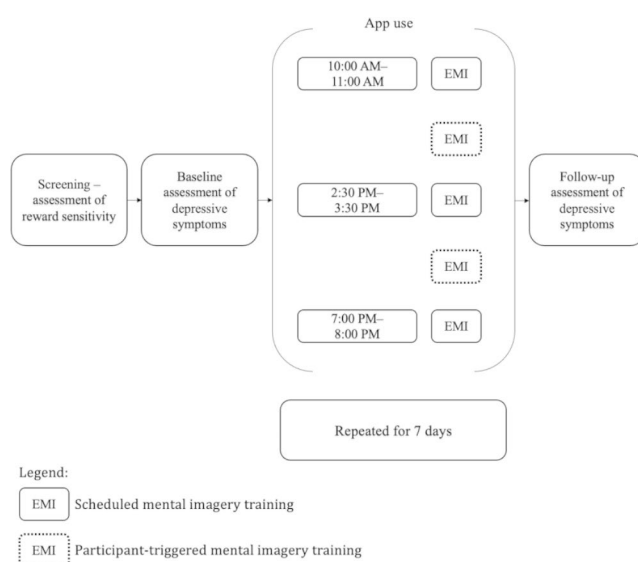 App use
10:00 AM–
11:00 AM
EMI
EMI
Screening –
assessment of
reward sensitivity
Baseline
assessment of
depressive
symptoms
2:30 PM–
3:30 PM
EMI
Follow-up
assessment of
depressive
symptoms
EMI
7:00 PM–
8:00 PM
EMI
Repeated for 7 days
Legend:
EMI Scheduled mental imagery training
EMI Participant-triggered mental imagery training